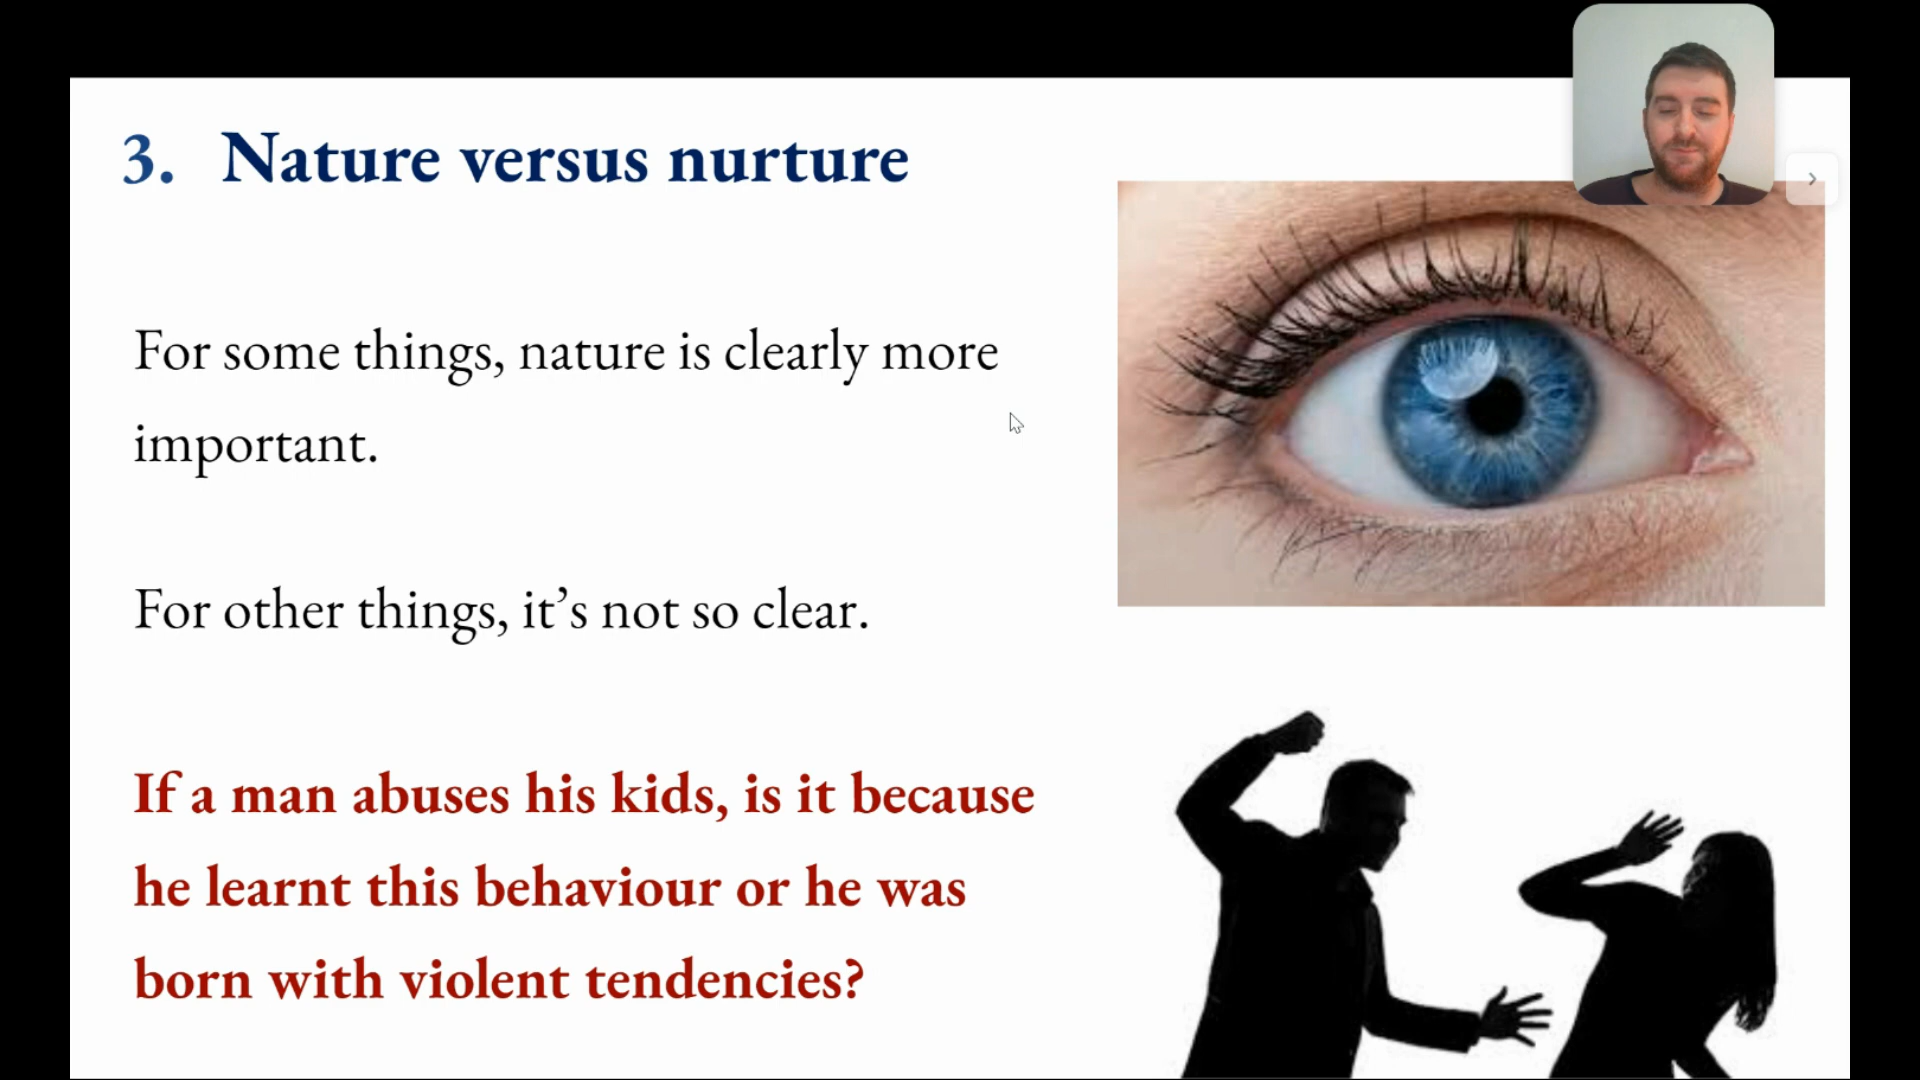 3. Nature versus nurture
For some things, nature is clearly more
important.
For other things, it’s not so clear.
If a man abuses his kids, is it because
he learnt this behaviour or he was
born with violent tendencies?